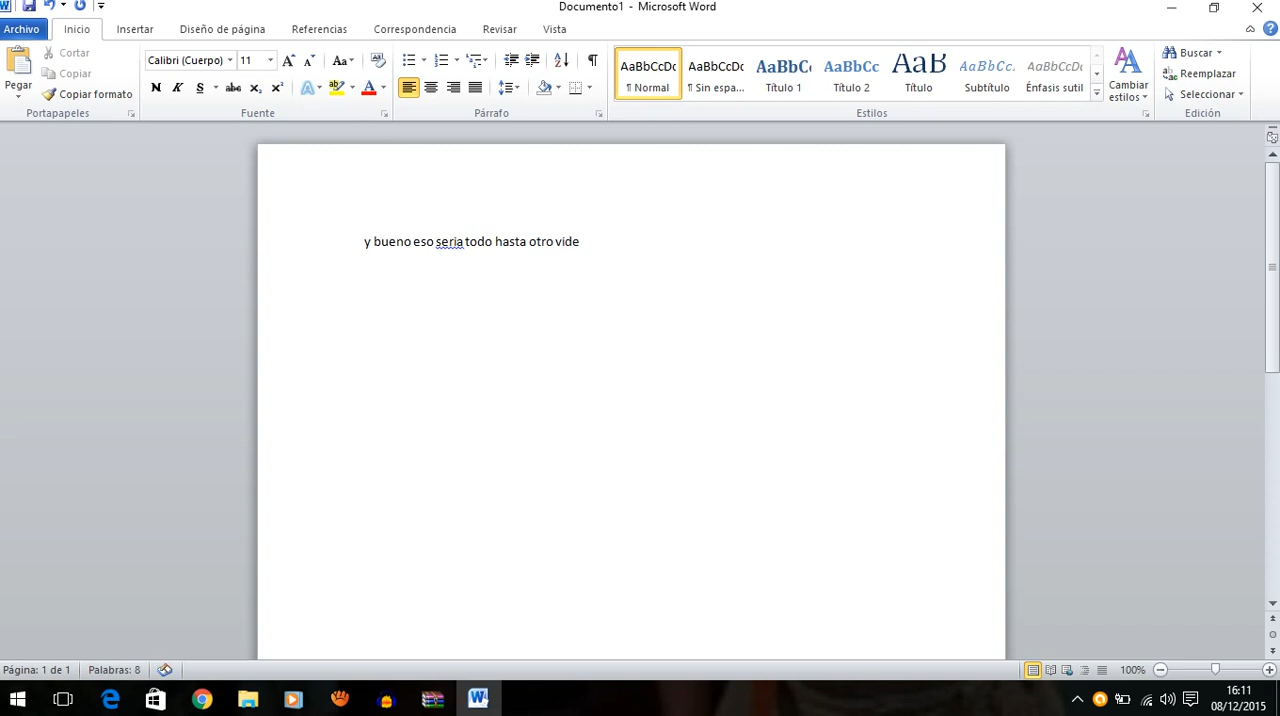 Documento1 - Microsoft Word
Archivo Inicio Insertar Diseño de página Referencias Correspondencia Revisar Vista
Pegar
Cortar
Copiar
Copiar formato
Portapapeles
Calibri (Cuerpo) 11
Fuente
Párrafo
AaBbCcDc AaBbCcDc AaBbC AaBbCc AaB AaBbCc. AaBbCcDc
¶ Normal ¶ Sin espa... Título 1 Título 2 Título Subtítulo Énfasis sutil
Cambiar estilos
Estilos
Buscar
Reemplazar
Seleccionar
Edición
y bueno eso seria todo hasta otro vide
Página: 1 de 1 Palabras: 8 100%
16:11
08/12/2015